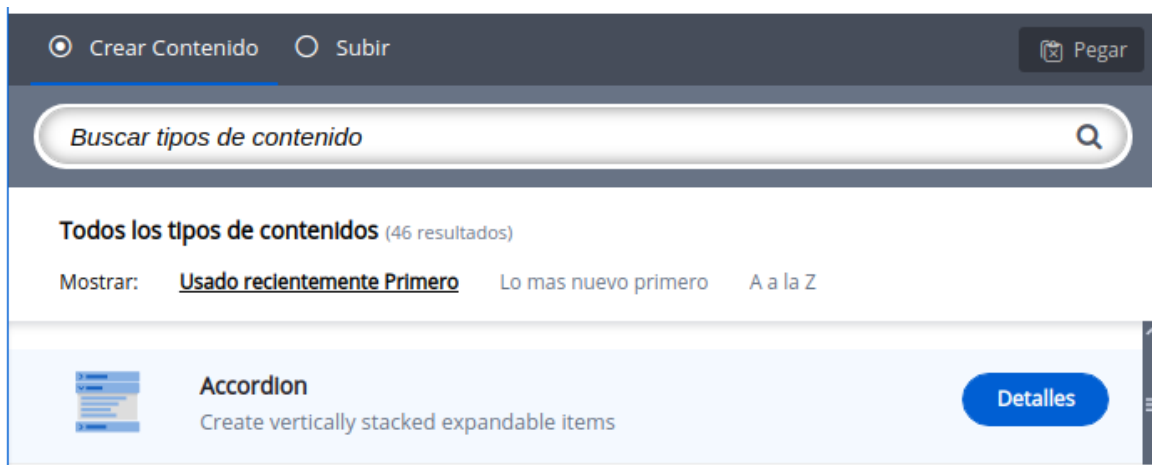 Crear Contenido Subir Pegar
Buscar tipos de contenido
Todos los tipos de contenidos (46 resultados)
Mostrar: Usado recientemente Primero Lo mas nuevo primero A a la Z
Accordion
Create vertically stacked expandable items
Detalles